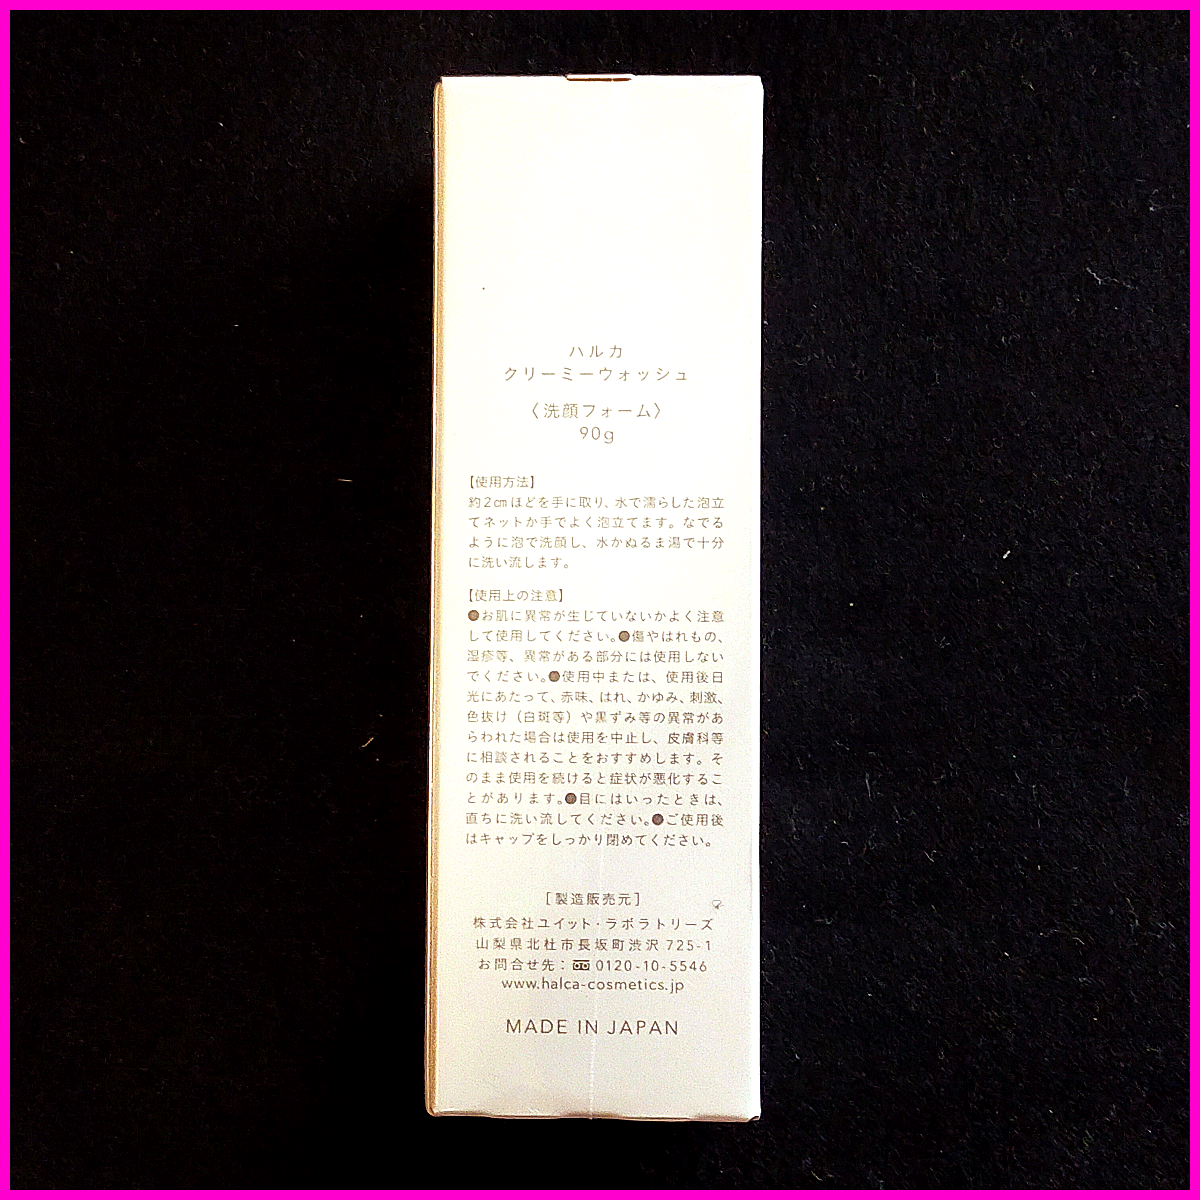 ハルカ
クリーミーウォッシュ
〈洗顔フォーム〉
90g
【使用方法】
約2㎝ほどを手に取り、水で濡らした泡立
てネットか手でよく泡立てます。なでる
ように泡で洗顔し、水かぬるま湯で十分
に洗い流します。
【使用上の注意】
●お肌に異常が生じていないかよく注意
して使用してください。●傷やはれもの、
湿疹等、異常がある部分には使用しない
でください。●使用中または、使用後日
光にあたって、赤味、はれ、かゆみ、刺激、
色抜け（白斑等）や黒ずみ等の異常があ
らわれた場合は使用を中止し、皮膚科等
に相談されることをおすすめします。そ
のまま使用を続けると症状が悪化するこ
とがあります。●目にはいったときは、
直ちに洗い流してください。●ご使用後
はキャップをしっかり閉めてください。
［製造販売元］
株式会社ユイット・ラボラトリーズ
山梨県北杜市長坂町渋沢 725-1
お問合せ先：0120-10-5546
www.halca-cosmetics.jp
MADE IN JAPAN